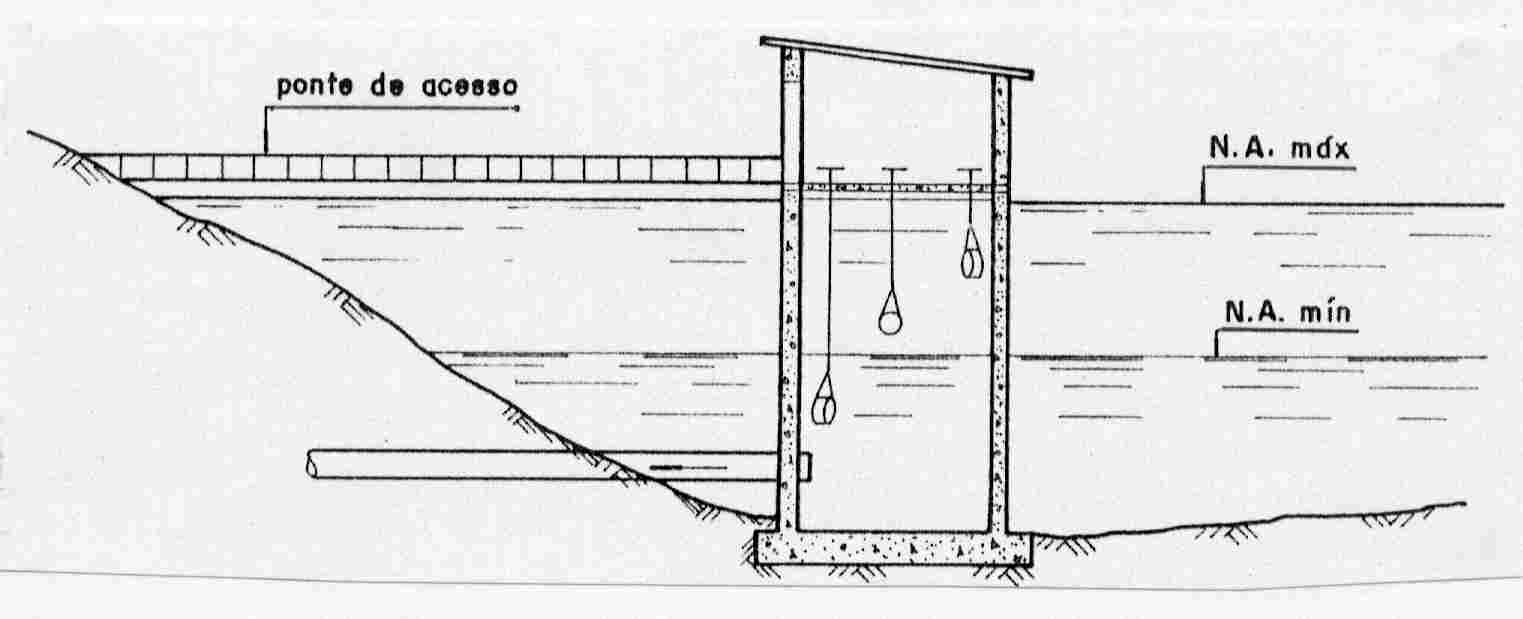 ponte de acesso
N.A. máx
N.A. mín